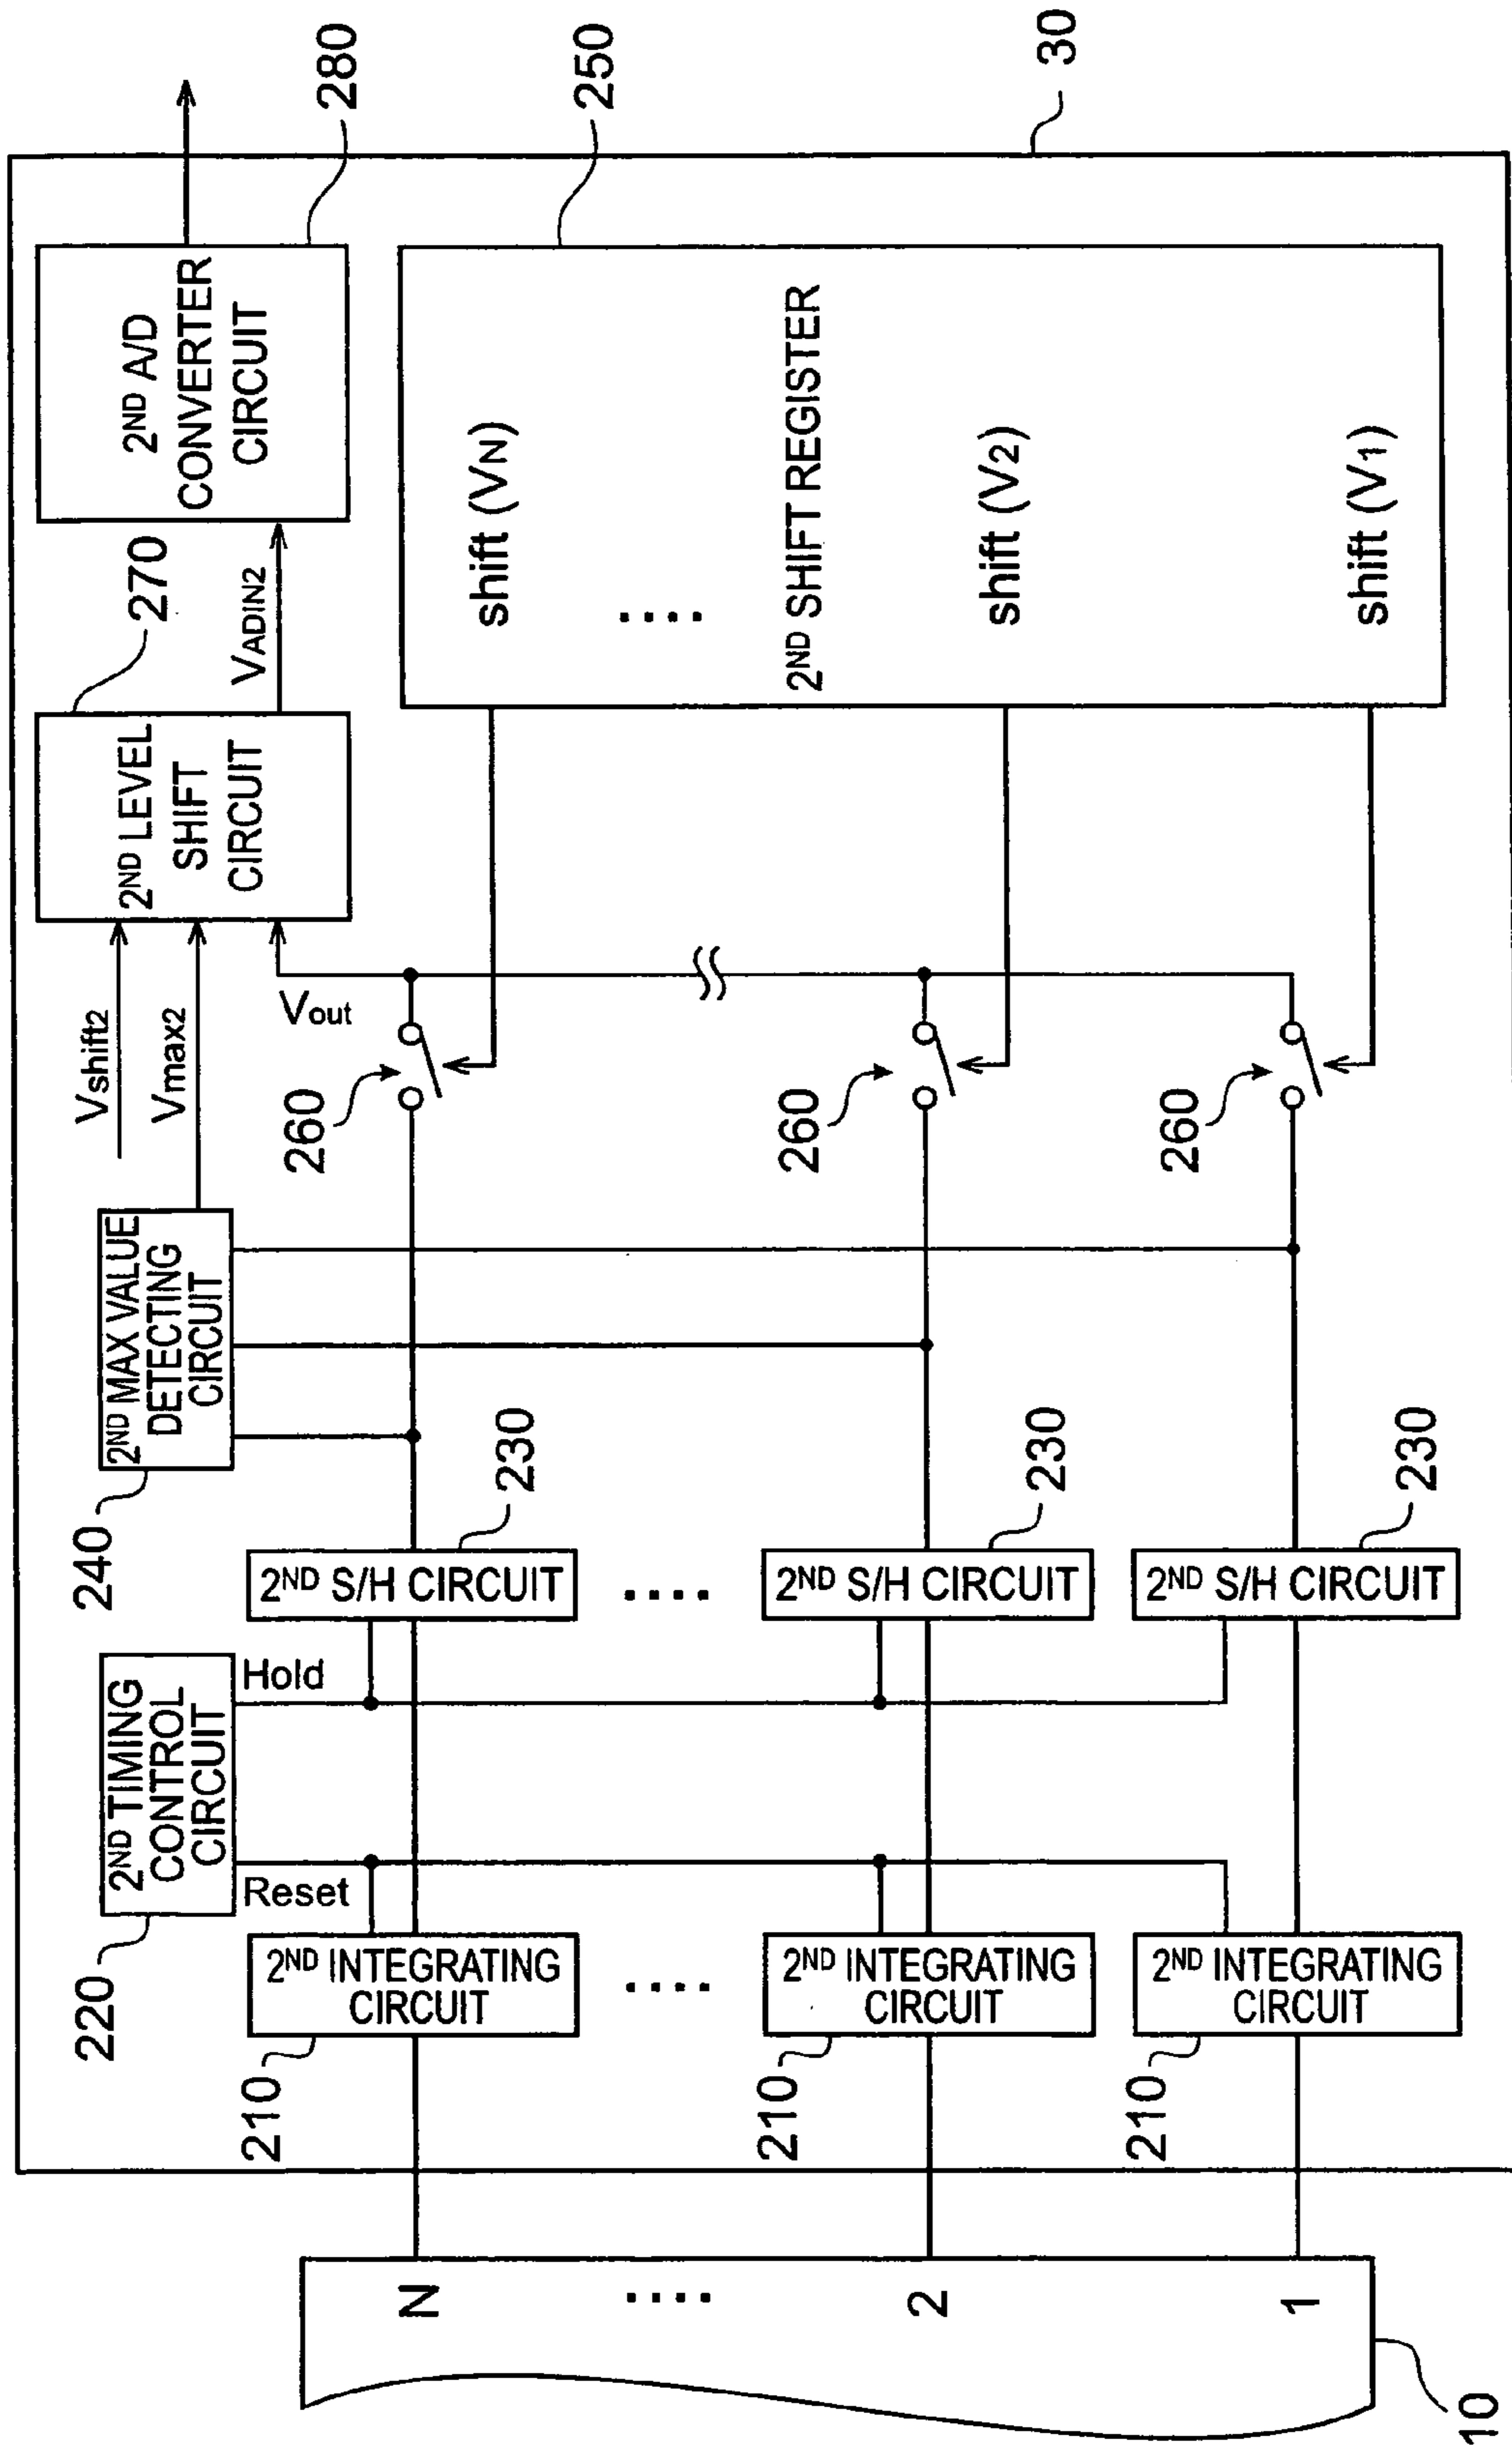 10
N
....
2
1
210
2ND INTEGRATING
CIRCUIT
....
210
2ND INTEGRATING
CIRCUIT
210
2ND INTEGRATING
CIRCUIT
220
2ND TIMING
CONTROL
CIRCUIT
Reset
Hold
2ND S/H CIRCUIT
230
....
2ND S/H CIRCUIT
230
2ND S/H CIRCUIT
230
240
2ND MAX VALUE
DETECTING
CIRCUIT
Vshift2
Vmax2
Vout
260
260
260
2ND LEVEL
SHIFT
CIRCUIT
270
VADIN2
2ND A/D
CONVERTER
CIRCUIT
280
shift (VN)
....
2ND SHIFT REGISTER
shift (V2)
shift (V1)
250
30